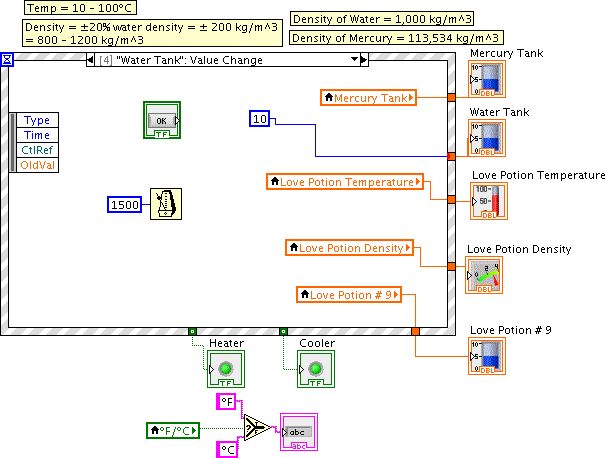 Temp = 10 - 100°C
Density = ±20% water density = ± 200 kg/m^3
= 800 - 1200 kg/m^3
Density of Water = 1,000 kg/m^3
Density of Mercury = 113,534 kg/m^3
[4] "Water Tank": Value Change
Mercury Tank
Mercury Tank
10
5
0
DBL
Type
Time
CtlRef
OldVal
OK
TF
10
Water Tank
10
5
0
DBL
1500
Love Potion Temperature
Love Potion Temperature
100
50
0
DBL
Love Potion Density
Love Potion Density
2
4
0
DBL
Love Potion # 9
Love Potion # 9
10
5
0
DBL
Heater
TF
Cooler
TF
°F
°F/°C
?
T
F
abc
abc
°C